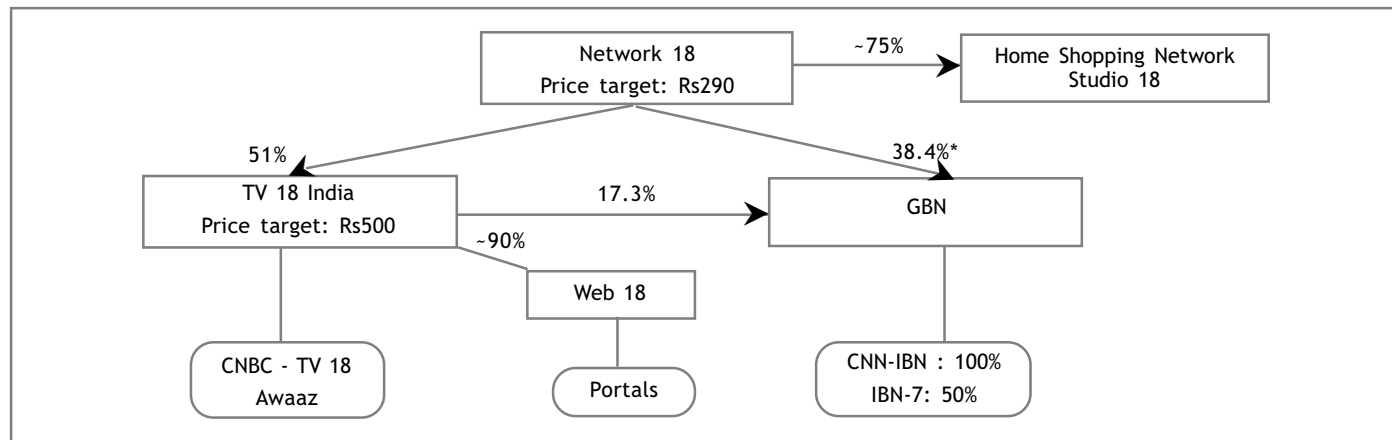 Network 18
Price target: Rs290
~75%
Home Shopping Network
Studio 18
51%
38.4%*
TV 18 India
Price target: Rs500
17.3%
GBN
~90%
Web 18
CNBC - TV 18
Awaaz
Portals
CNN-IBN : 100%
IBN-7: 50%